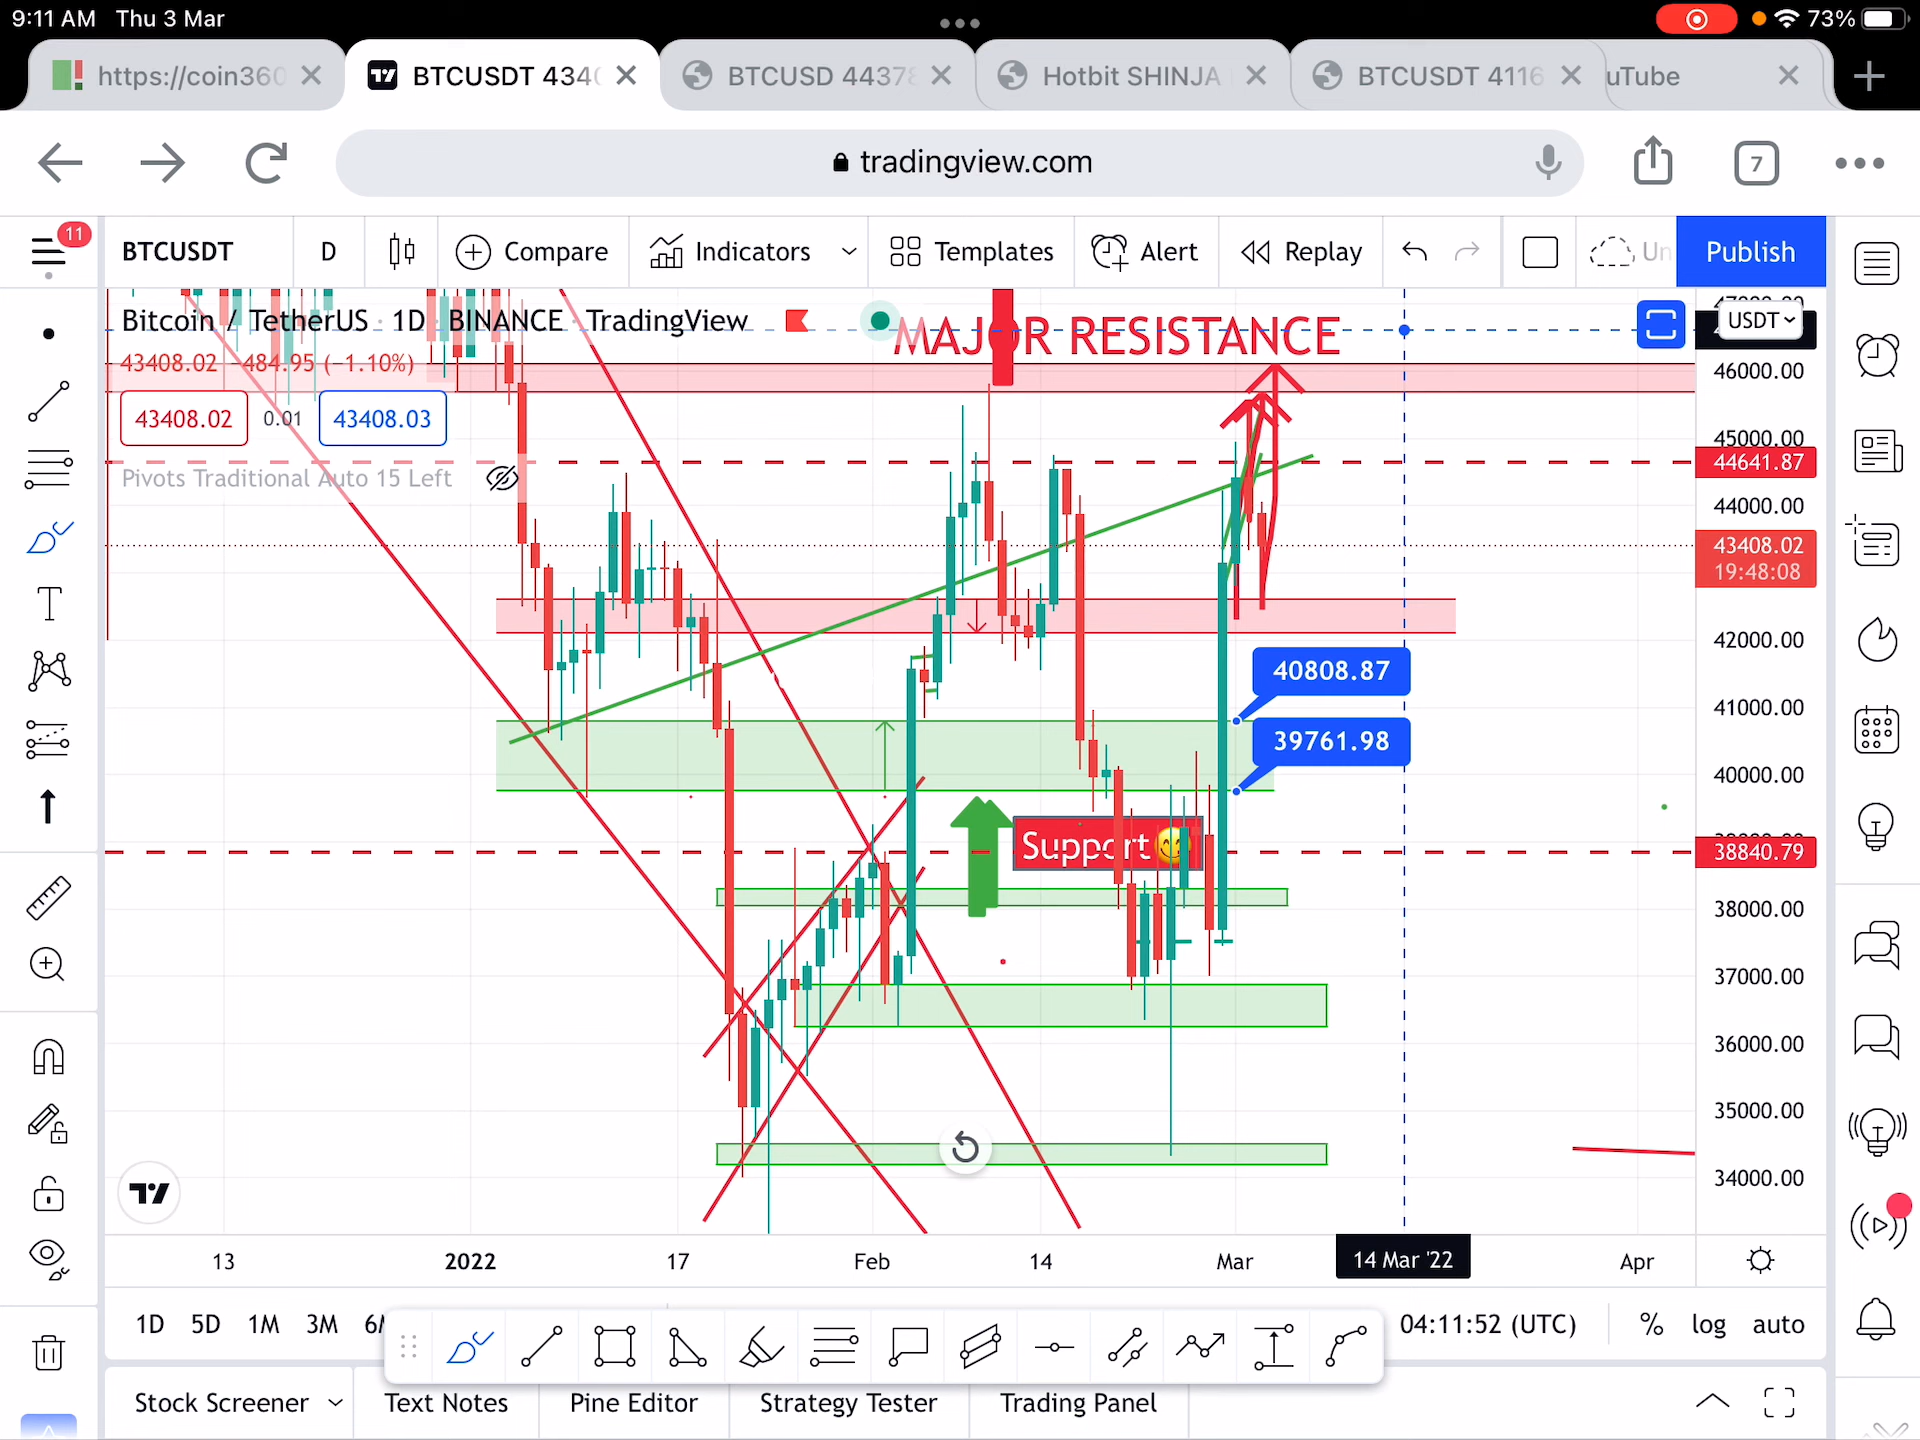 9:11 AM Thu 3 Mar
73%
https://coin360
BTCUSDT 434
BTCUSD 44378
Hotbit SHINJA
BTCUSDT 4116
uTube
tradingview.com
7
11
BTCUSDT
D
Compare
Indicators
Templates
Alert
Replay
Un
Publish
Bitcoin / TetherUS · 1D · BINANCE · TradingView
MAJOR RESISTANCE
USDT
43408.02 −484.95 (−1.10%)
46000.00
43408.02
0.01
43408.03
45000.00
44641.87
Pivots Traditional Auto 15 Left
44000.00
43408.02
19:48:08
42000.00
40808.87
41000.00
39761.98
40000.00
Support😊
38840.79
38000.00
37000.00
36000.00
35000.00
34000.00
13
2022
17
Feb
14
Mar
14 Mar '22
Apr
1D
5D
1M
3M
04:11:52 (UTC)
%
log
auto
Stock Screener
Text Notes
Pine Editor
Strategy Tester
Trading Panel